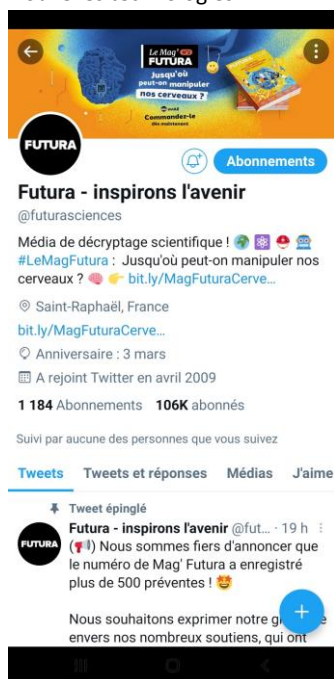 Le Mag'
FUTURA
Jusqu'où
peut-on manipuler
nos cerveaux ?
Commandez-le
dès maintenant
FUTURA
Abonnements
Futura - inspirons l'avenir
@futurasciences
Média de décryptage scientifique ! 🌍 ⚛️ ⛑️ 🤖
#LeMagFutura : Jusqu'où peut-on manipuler nos
cerveaux ? 🧠 👉 bit.ly/MagFuturaCerve...
Saint-Raphaël, France
bit.ly/MagFuturaCerve...
Anniversaire : 3 mars
A rejoint Twitter en avril 2009
1 184 Abonnements 106K abonnés
Suivi par aucune des personnes que vous suivez
Tweets Tweets et réponses Médias J'aime
Tweet épinglé
FUTURA
Futura - inspirons l'avenir @fut... · 19 h
(📢) Nous sommes fiers d'annoncer que
le numéro de Mag' Futura a enregistré
plus de 500 préventes ! 🤩
Nous souhaitons exprimer notre
envers nos nombreux soutiens, qui ont